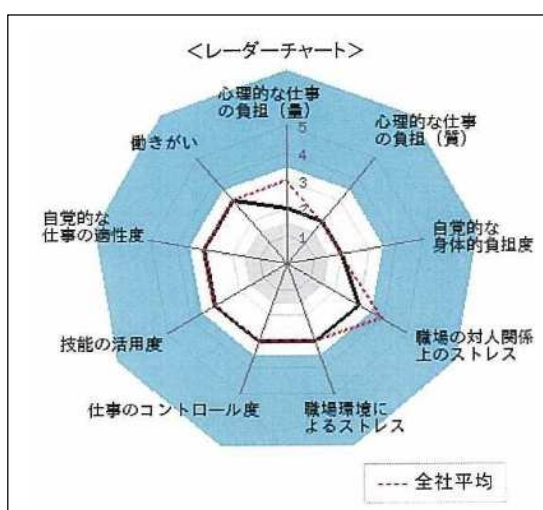 ＜レーダーチャート＞
心理的な仕事
の負担（量）
心理的な仕事
の負担（質）
自覚的な
身体的負担度
職場の対人関係
上のストレス
職場環境に
よるストレス
仕事のコントロール度
技能の活用度
自覚的な
仕事の適性度
働きがい
5
4
3
2
1
全社平均